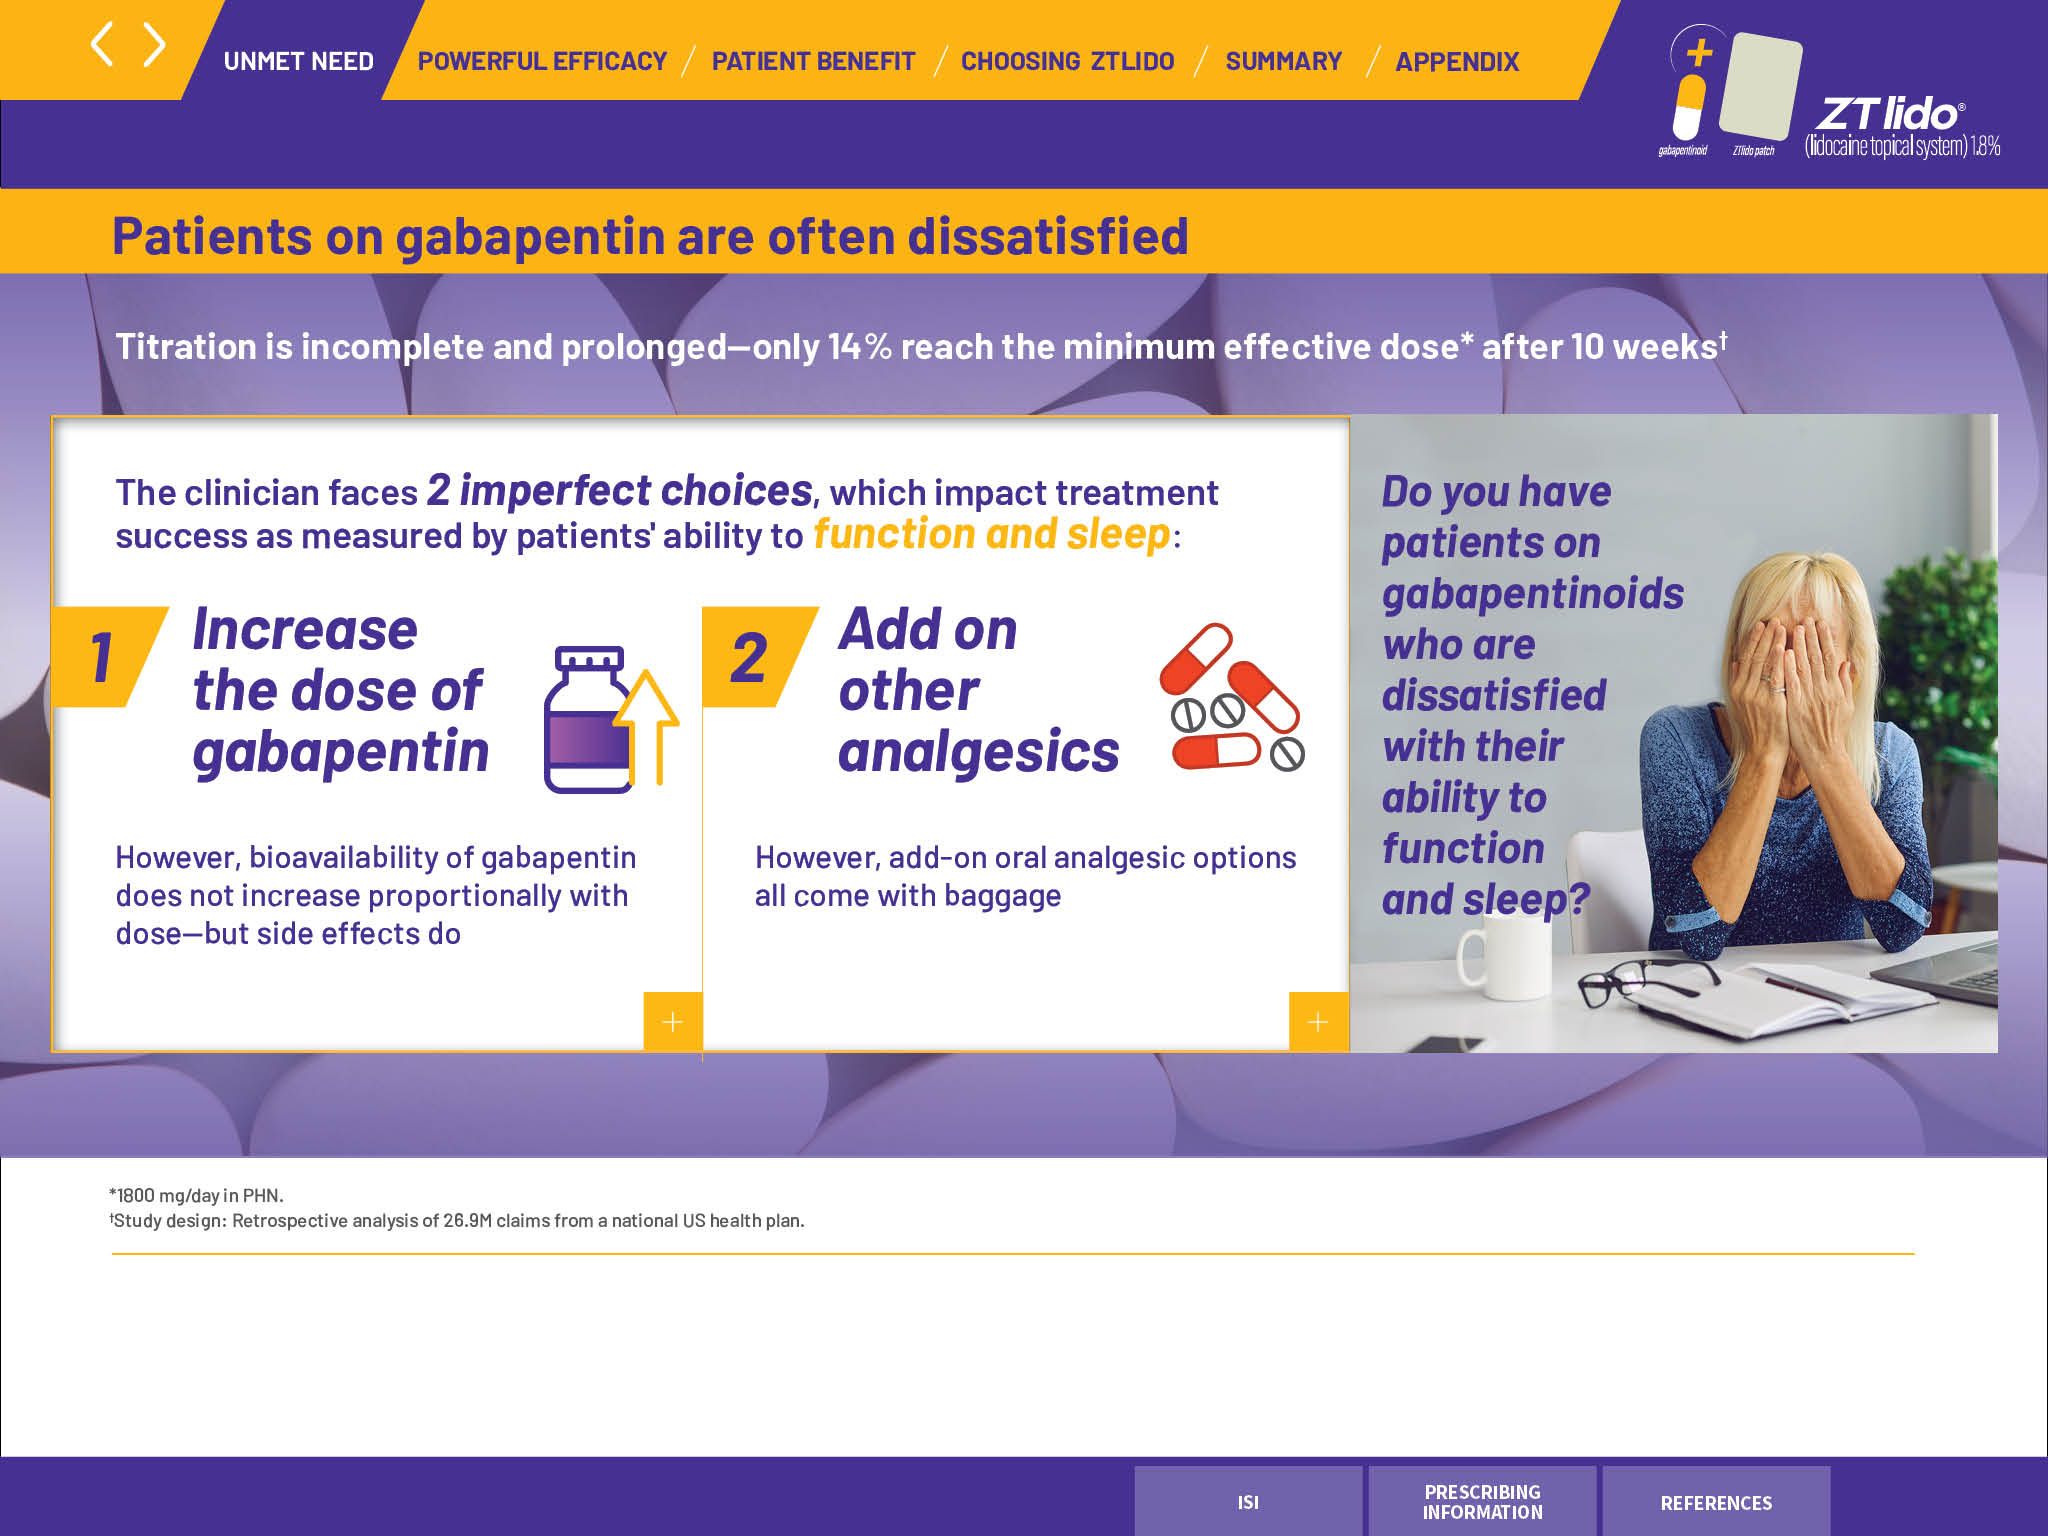 UNMET NEED
POWERFUL EFFICACY / PATIENT BENEFIT / CHOOSING ZTLIDO / SUMMARY / APPENDIX
gabapentinoid
ZTlido patch
ZTlido®
(lidocaine topical system) 1.8%
Patients on gabapentin are often dissatisfied
Titration is incomplete and prolonged—only 14% reach the minimum effective dose* after 10 weeks†
The clinician faces 2 imperfect choices, which impact treatment
success as measured by patients' ability to function and sleep:
1
Increase
the dose of
gabapentin
However, bioavailability of gabapentin
does not increase proportionally with
dose—but side effects do
+
2
Add on
other
analgesics
However, add-on oral analgesic options
all come with baggage
+
Do you have
patients on
gabapentinoids
who are
dissatisfied
with their
ability to
function
and sleep?
*1800 mg/day in PHN.
†Study design: Retrospective analysis of 26.9M claims from a national US health plan.
ISI
PRESCRIBING
INFORMATION
REFERENCES